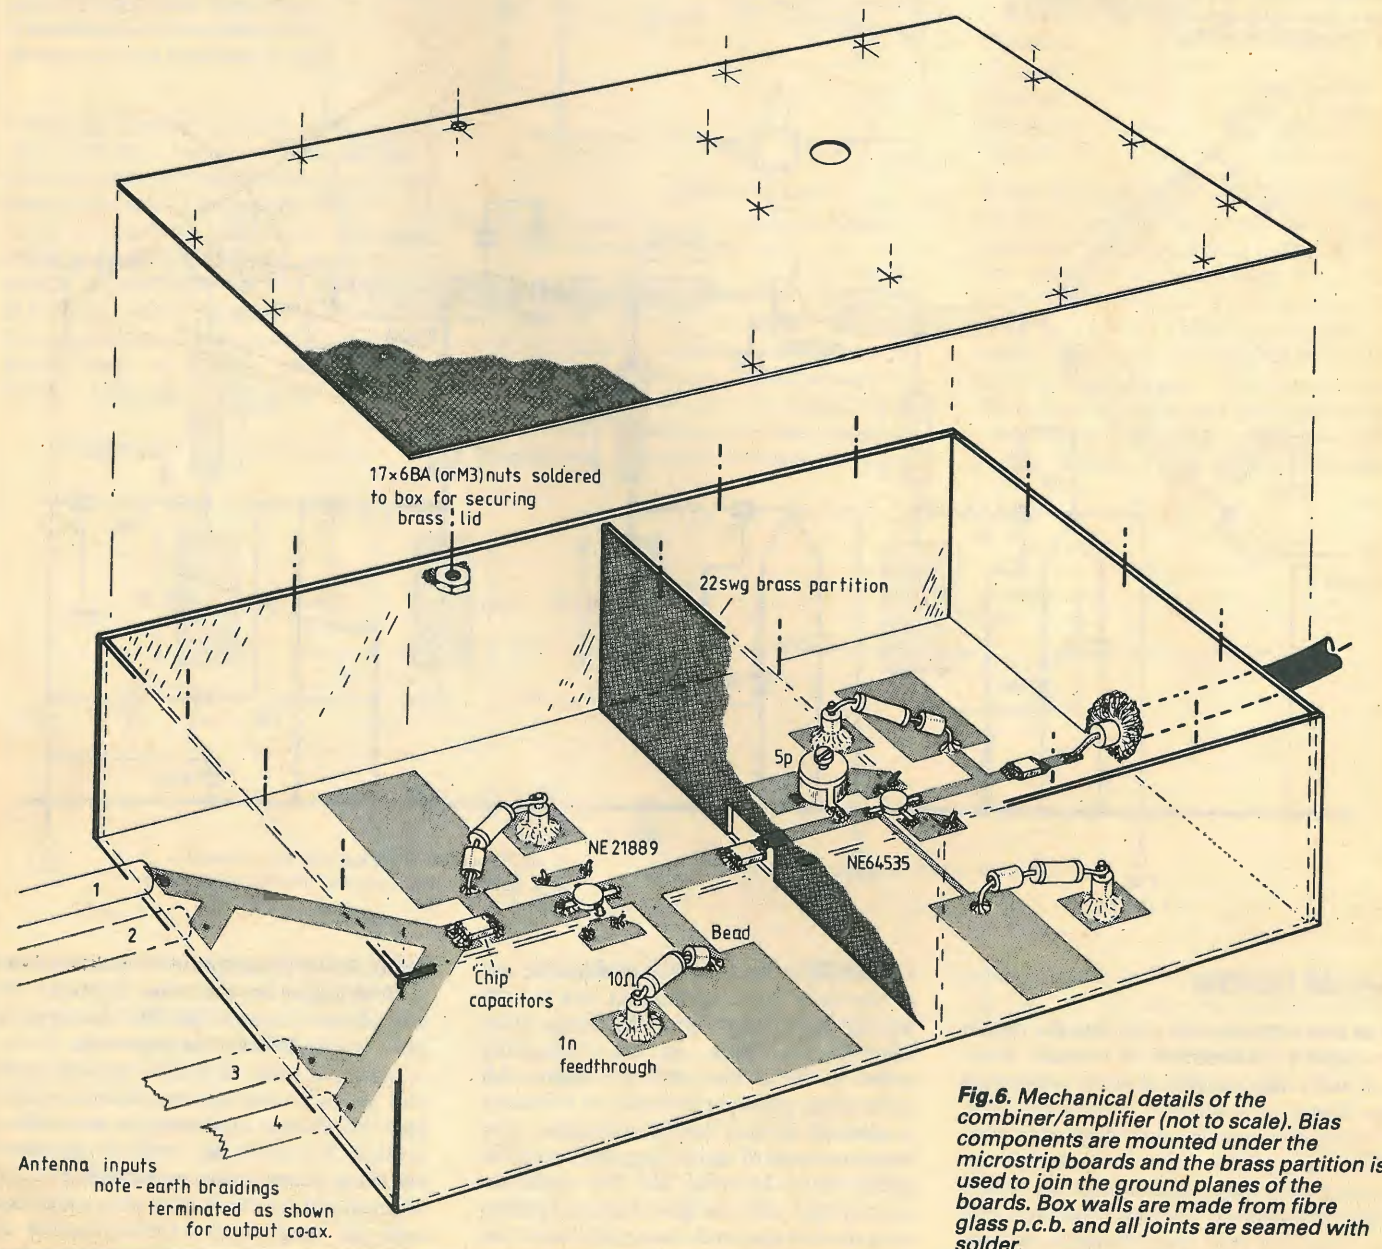 17×6BA (or M3) nuts soldered
to box for securing
brass lid
22swg brass partition
5p
NE21889
NE64535
1
2
Bead
'Chip'
capacitors
10Ω
1n
feedthrough
3
4
Antenna inputs
note - earth braidings
terminated as shown
for output co-ax.
Fig.6. Mechanical details of the
combiner/amplifier (not to scale). Bias
components are mounted under the
microstrip boards and the brass partition is
used to join the ground planes of the
boards. Box walls are made from fibre
glass p.c.b. and all joints are seamed with
solder.